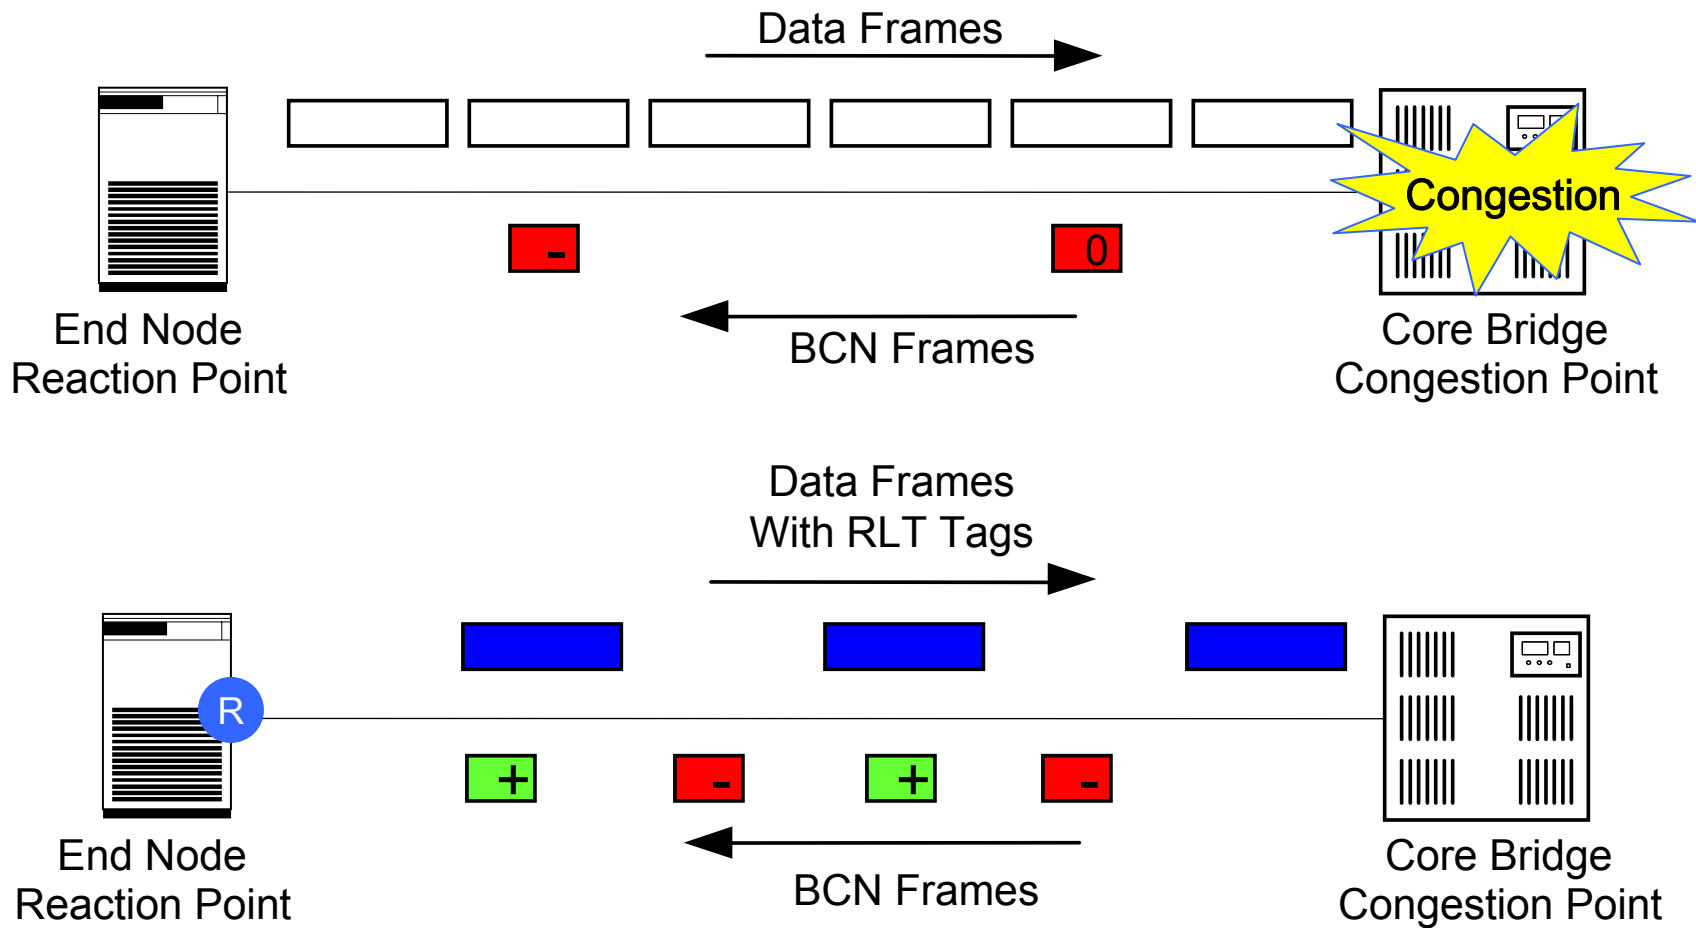 Data Frames
Congestion
- 0
BCN Frames
End Node
Reaction Point
Core Bridge
Congestion Point
Data Frames
With RLT Tags
R
+ - + -
BCN Frames
End Node
Reaction Point
Core Bridge
Congestion Point